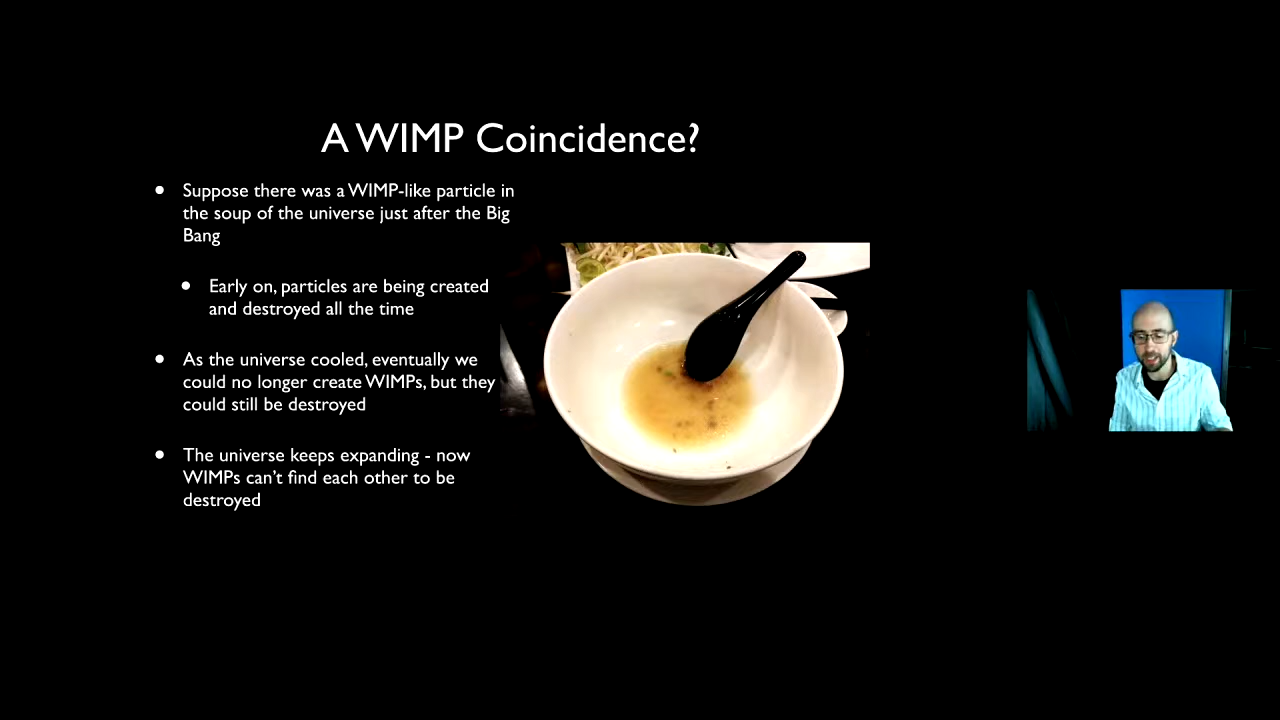 A WIMP Coincidence?
Suppose there was a WIMP-like particle in
the soup of the universe just after the Big
Bang
Early on, particles are being created
and destroyed all the time
As the universe cooled, eventually we
could no longer create WIMPs, but they
could still be destroyed
The universe keeps expanding - now
WIMPs can’t find each other to be
destroyed